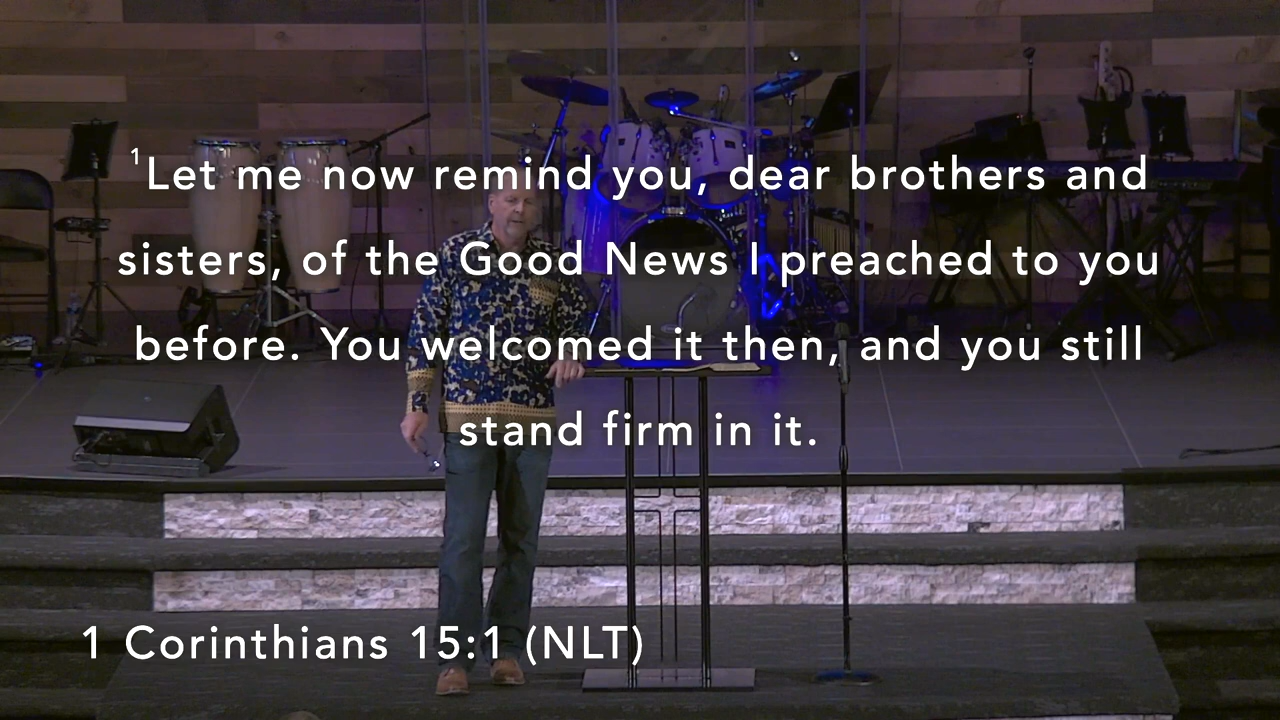 ¹Let me now remind you, dear brothers and
sisters, of the Good News I preached to you
before. You welcomed it then, and you still
stand firm in it.
1 Corinthians 15:1 (NLT)